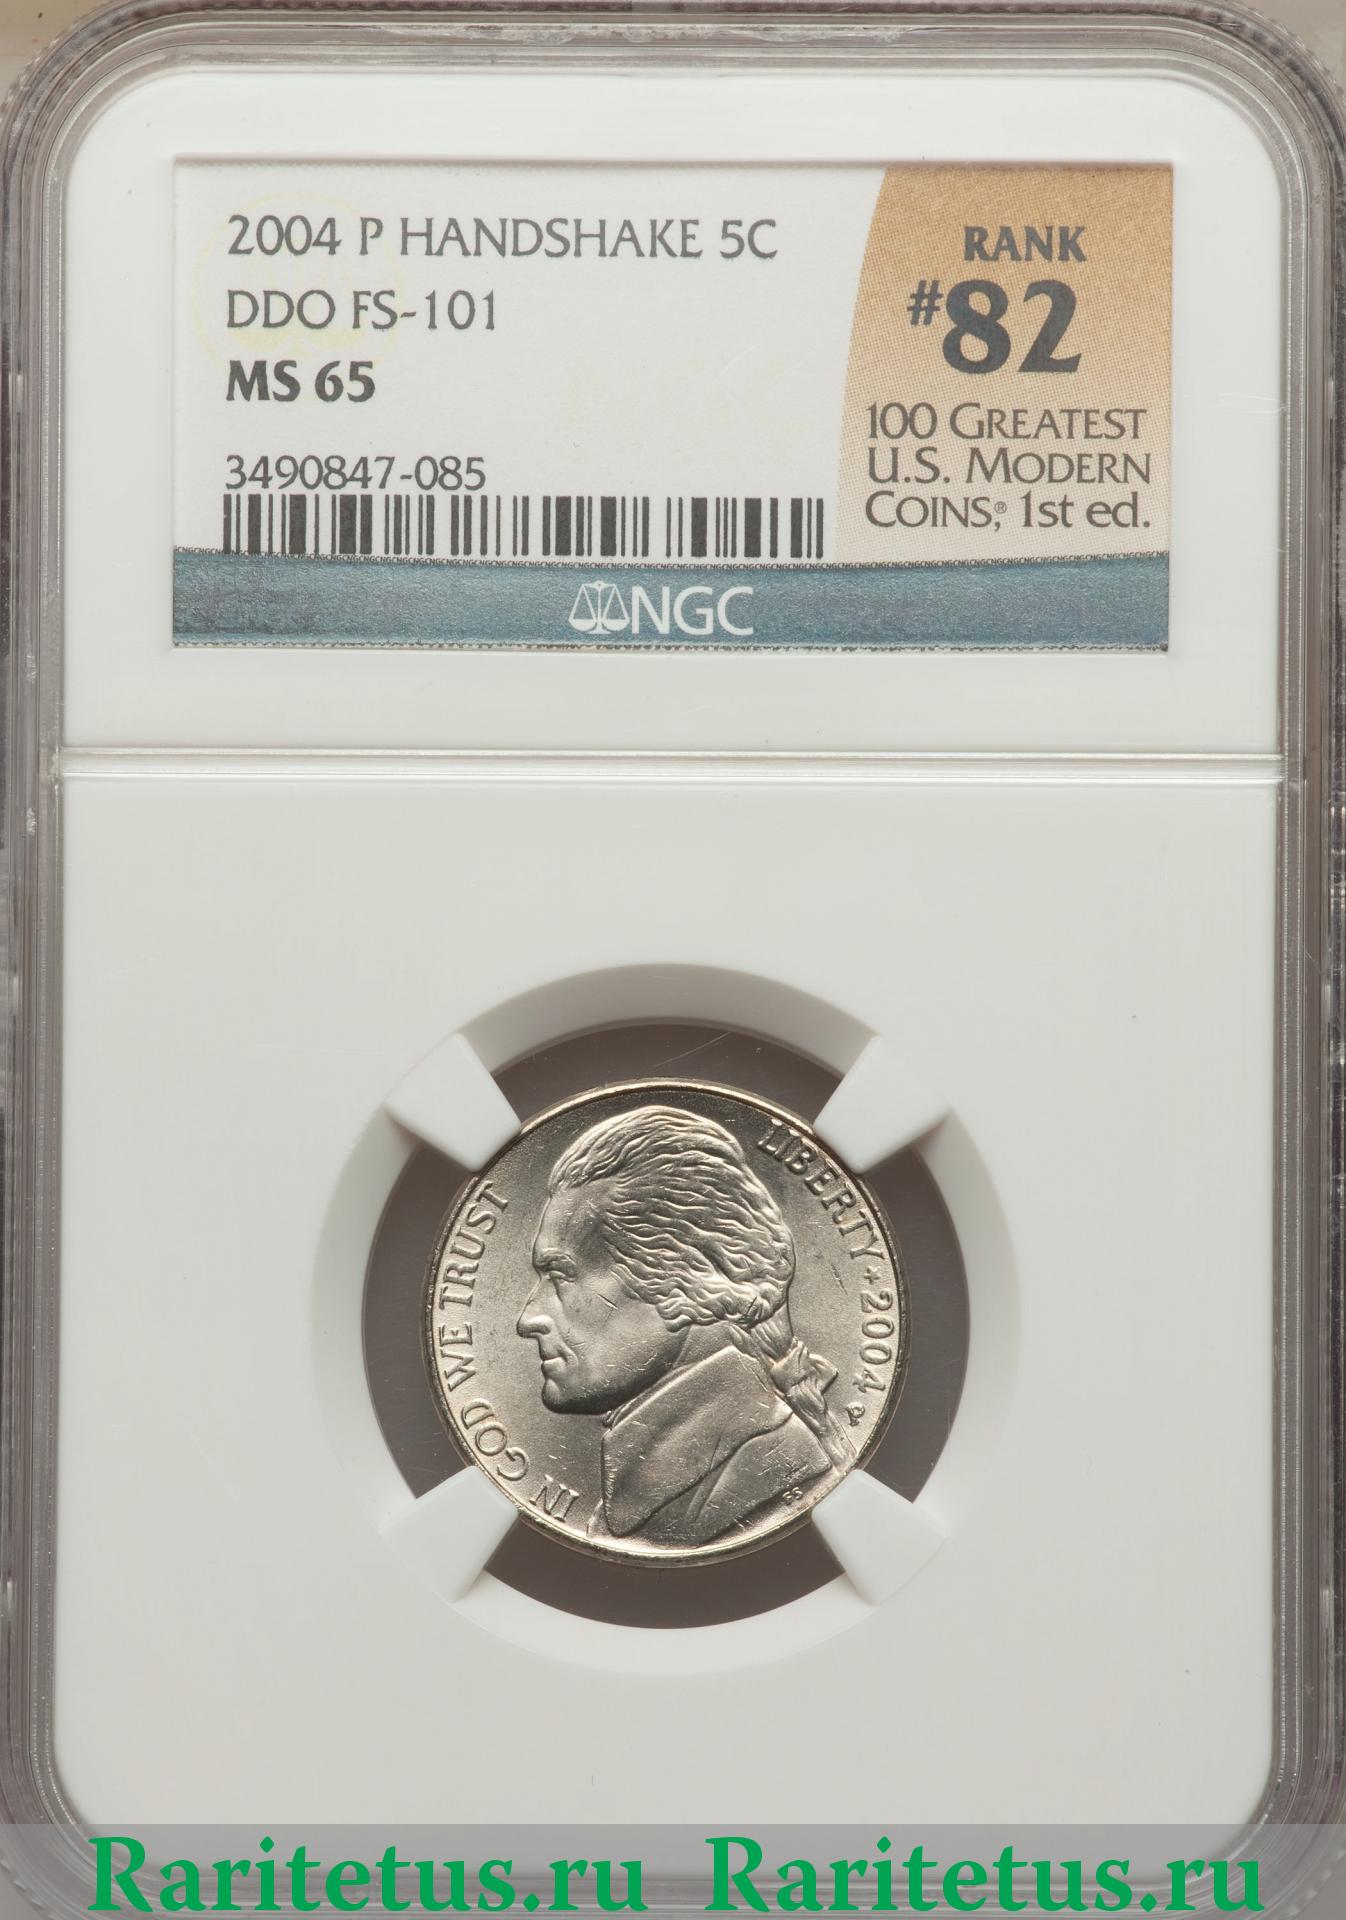 2004 P HANDSHAKE 5C
DDO FS-101
MS 65
3490847-085
RANK
#82
100 GREATEST
U.S. MODERN
COINS,® 1st ed.
NGC
LIBERTY * 2004 P
IN GOD WE TRUST
FS
Raritetus.ru Raritetus.ru